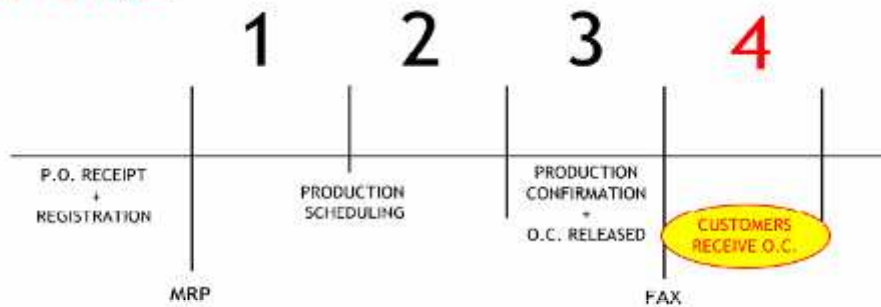 1 2 3 4
P.O. RECEIPT
+
REGISTRATION
PRODUCTION
SCHEDULING
PRODUCTION
CONFIRMATION
+
O.C. RELEASED
CUSTOMERS
RECEIVE O.C.
MRP
FAX